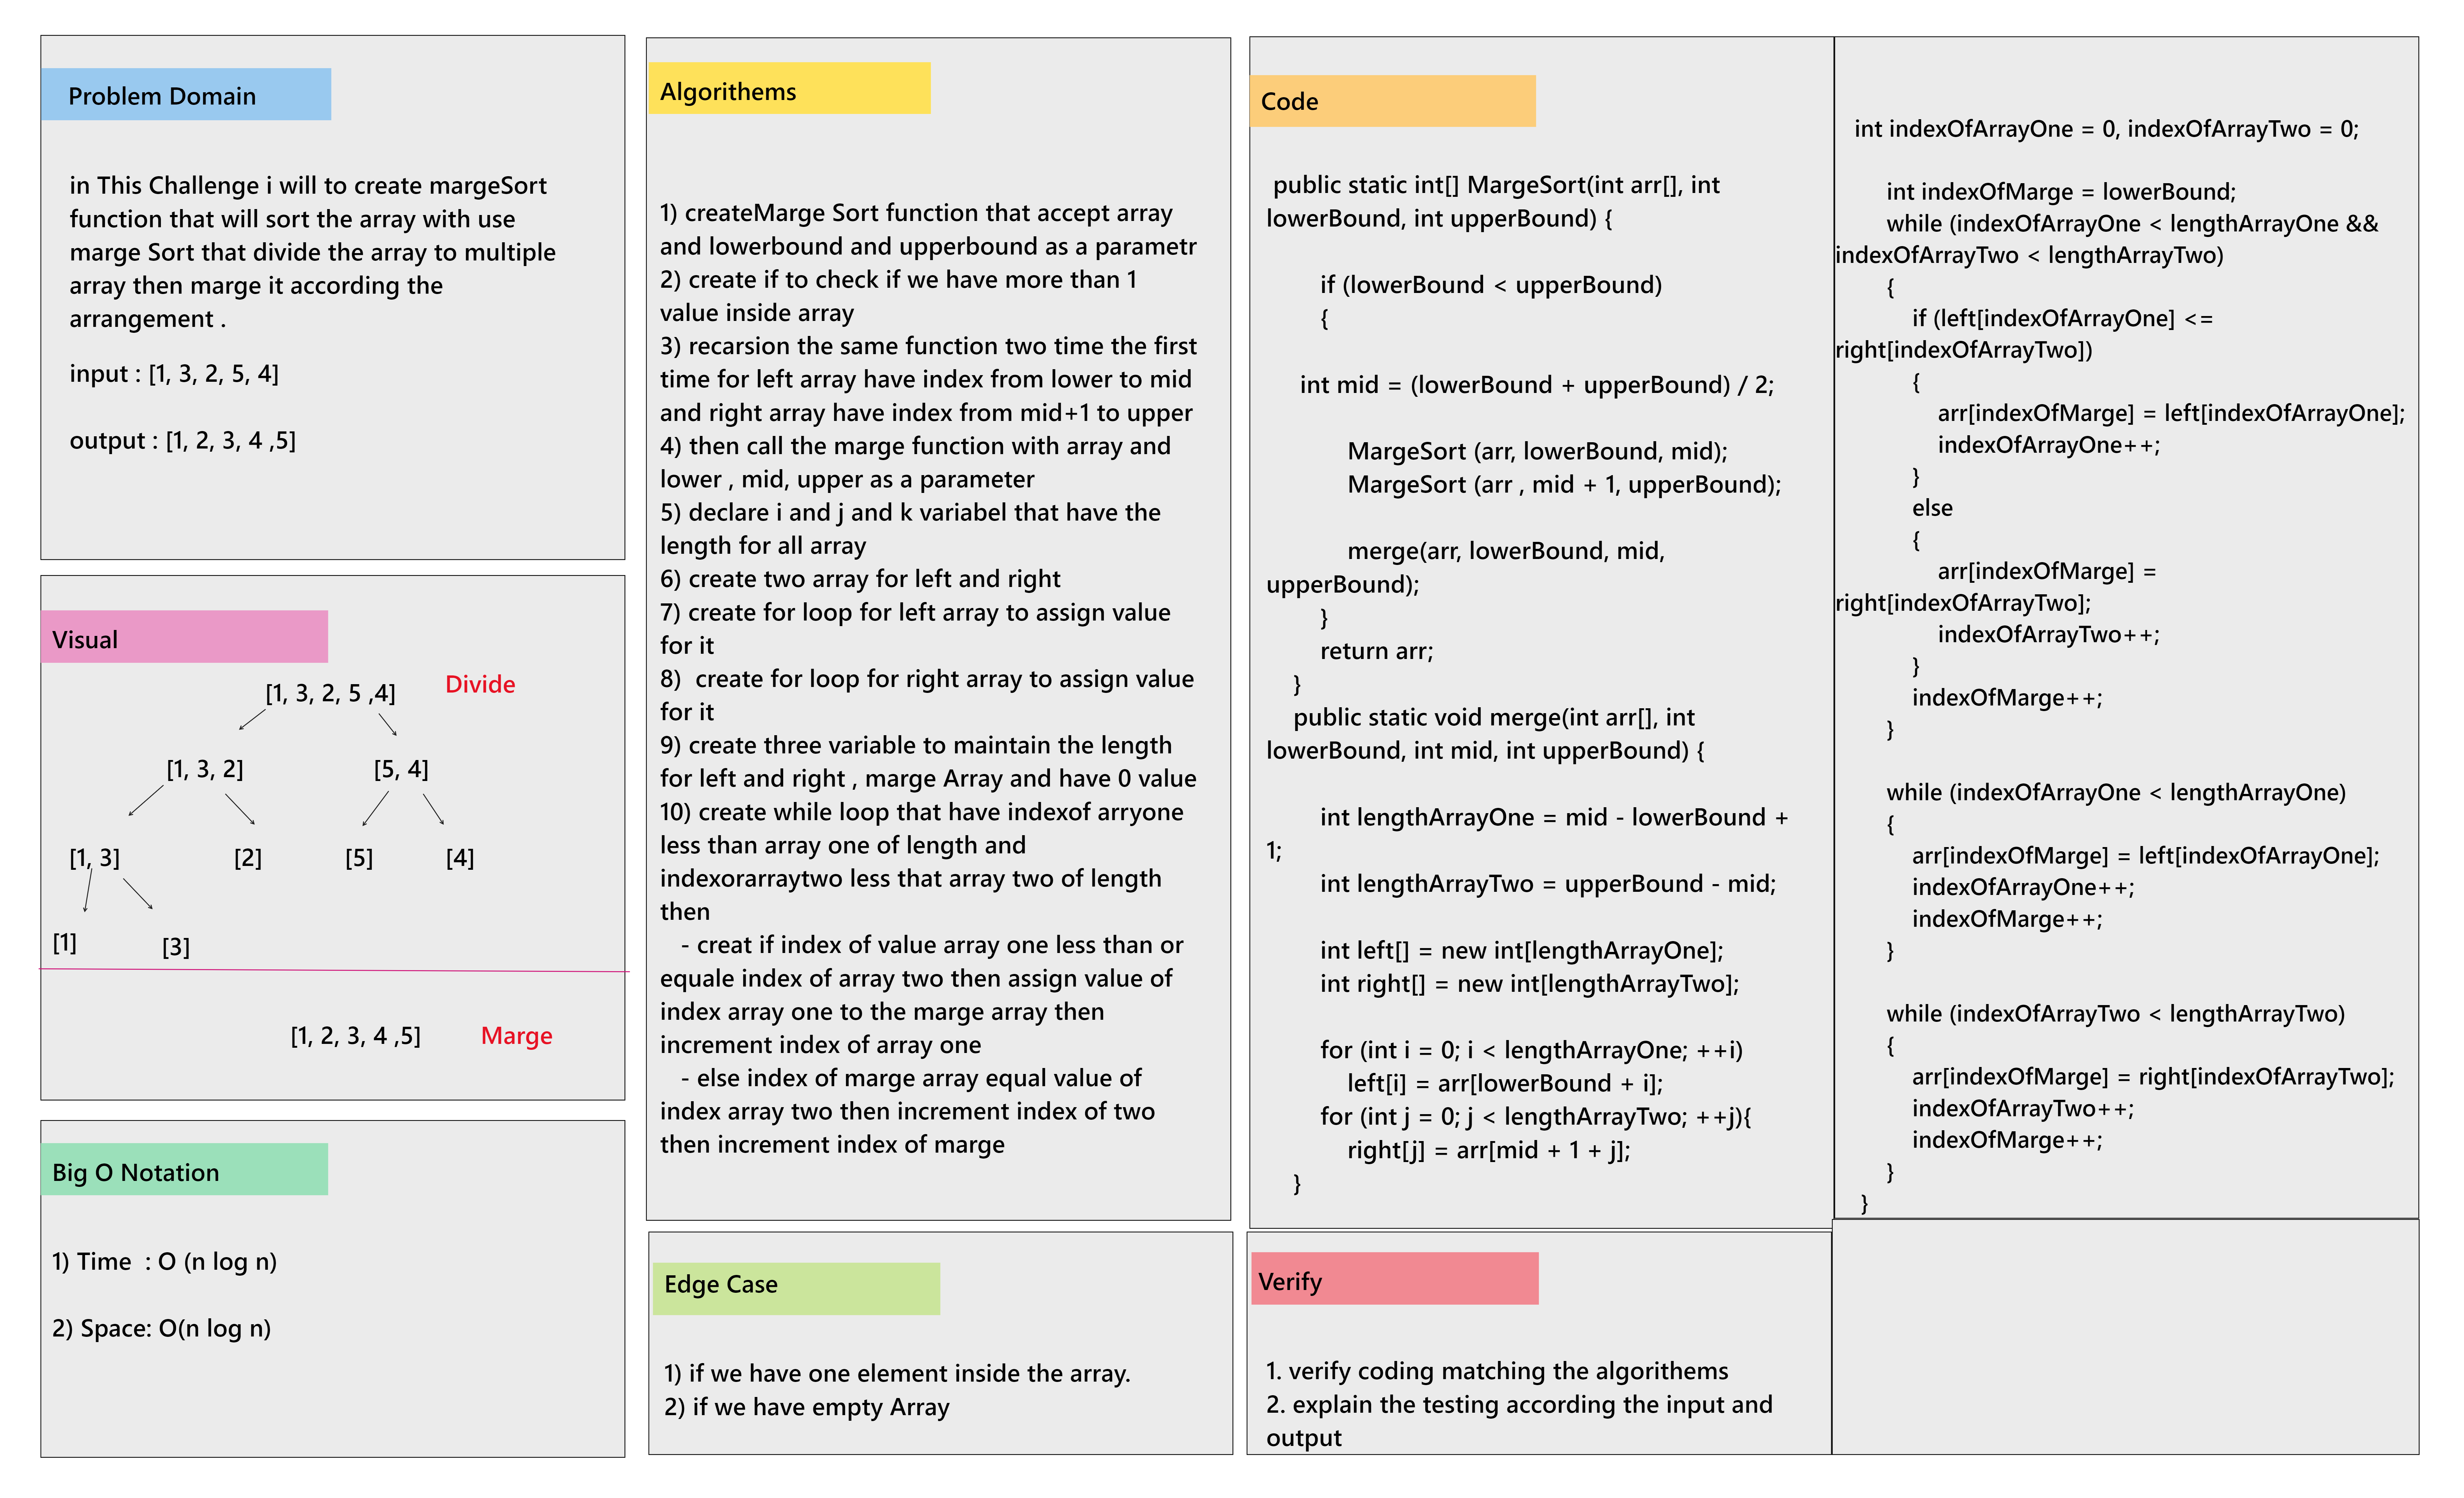 Problem Domain
in This Challenge i will to create margeSort
function that will sort the array with use
marge Sort that divide the array to multiple
array then marge it according the
arrangement .
input : [1, 3, 2, 5, 4]
output : [1, 2, 3, 4 ,5]
Visual
[1, 3, 2, 5 ,4]
Divide
[1, 3, 2]
[5, 4]
[1, 3]
[2]
[5]
[4]
[1]
[3]
[1, 2, 3, 4 ,5]
Marge
Big O Notation
1) Time  : O (n log n)
2) Space: O(n log n)
Algorithems
1) createMarge Sort function that accept array
and lowerbound and upperbound as a parametr
2) create if to check if we have more than 1
value inside array
3) recarsion the same function two time the first
time for left array have index from lower to mid
and right array have index from mid+1 to upper
4) then call the marge function with array and
lower , mid, upper as a parameter
5) declare i and j and k variabel that have the
length for all array
6) create two array for left and right
7) create for loop for left array to assign value
for it
8)  create for loop for right array to assign value
for it
9) create three variable to maintain the length
for left and right , marge Array and have 0 value
10) create while loop that have indexof arryone
less than array one of length and
indexorarraytwo less that array two of length
then
- creat if index of value array one less than or
equale index of array two then assign value of
index array one to the marge array then
increment index of array one
- else index of marge array equal value of
index array two then increment index of two
then increment index of marge
Edge Case
1) if we have one element inside the array.
2) if we have empty Array
Code
public static int[] MargeSort(int arr[], int
lowerBound, int upperBound) {
if (lowerBound < upperBound)
{
int mid = (lowerBound + upperBound) / 2;
MargeSort (arr, lowerBound, mid);
MargeSort (arr , mid + 1, upperBound);
merge(arr, lowerBound, mid,
upperBound);
}
return arr;
}
public static void merge(int arr[], int
lowerBound, int mid, int upperBound) {
int lengthArrayOne = mid - lowerBound +
1;
int lengthArrayTwo = upperBound - mid;
int left[] = new int[lengthArrayOne];
int right[] = new int[lengthArrayTwo];
for (int i = 0; i < lengthArrayOne; ++i)
left[i] = arr[lowerBound + i];
for (int j = 0; j < lengthArrayTwo; ++j){
right[j] = arr[mid + 1 + j];
}
int indexOfArrayOne = 0, indexOfArrayTwo = 0;
int indexOfMarge = lowerBound;
while (indexOfArrayOne < lengthArrayOne &&
indexOfArrayTwo < lengthArrayTwo)
{
if (left[indexOfArrayOne] <=
right[indexOfArrayTwo])
{
arr[indexOfMarge] = left[indexOfArrayOne];
indexOfArrayOne++;
}
else
{
arr[indexOfMarge] =
right[indexOfArrayTwo];
indexOfArrayTwo++;
}
indexOfMarge++;
}
while (indexOfArrayOne < lengthArrayOne)
{
arr[indexOfMarge] = left[indexOfArrayOne];
indexOfArrayOne++;
indexOfMarge++;
}
while (indexOfArrayTwo < lengthArrayTwo)
{
arr[indexOfMarge] = right[indexOfArrayTwo];
indexOfArrayTwo++;
indexOfMarge++;
}
}
Verify
1. verify coding matching the algorithems
2. explain the testing according the input and
output